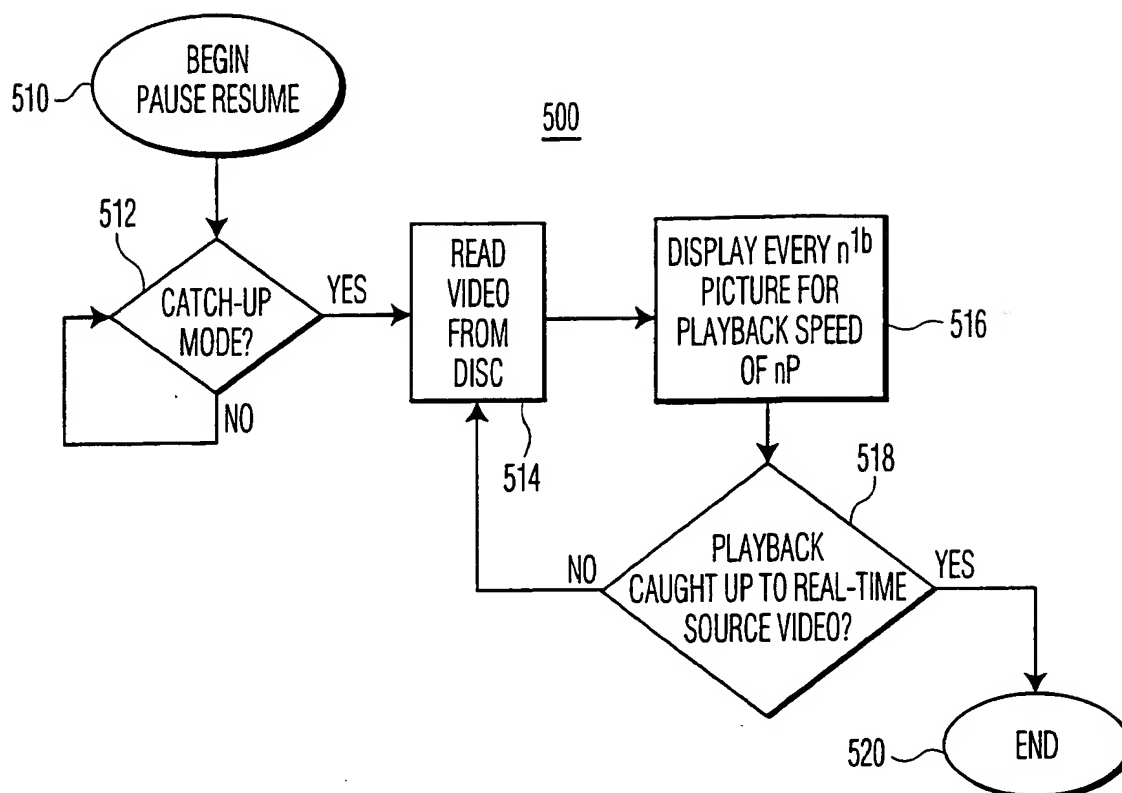 BEGIN
PAUSE RESUME
510
500
512
CATCH-UP
MODE?
YES
NO
READ
VIDEO
FROM
DISC
514
DISPLAY EVERY n^1b
PICTURE FOR
PLAYBACK SPEED
OF nP
516
518
PLAYBACK
CAUGHT UP TO REAL-TIME
SOURCE VIDEO?
NO
YES
520
END